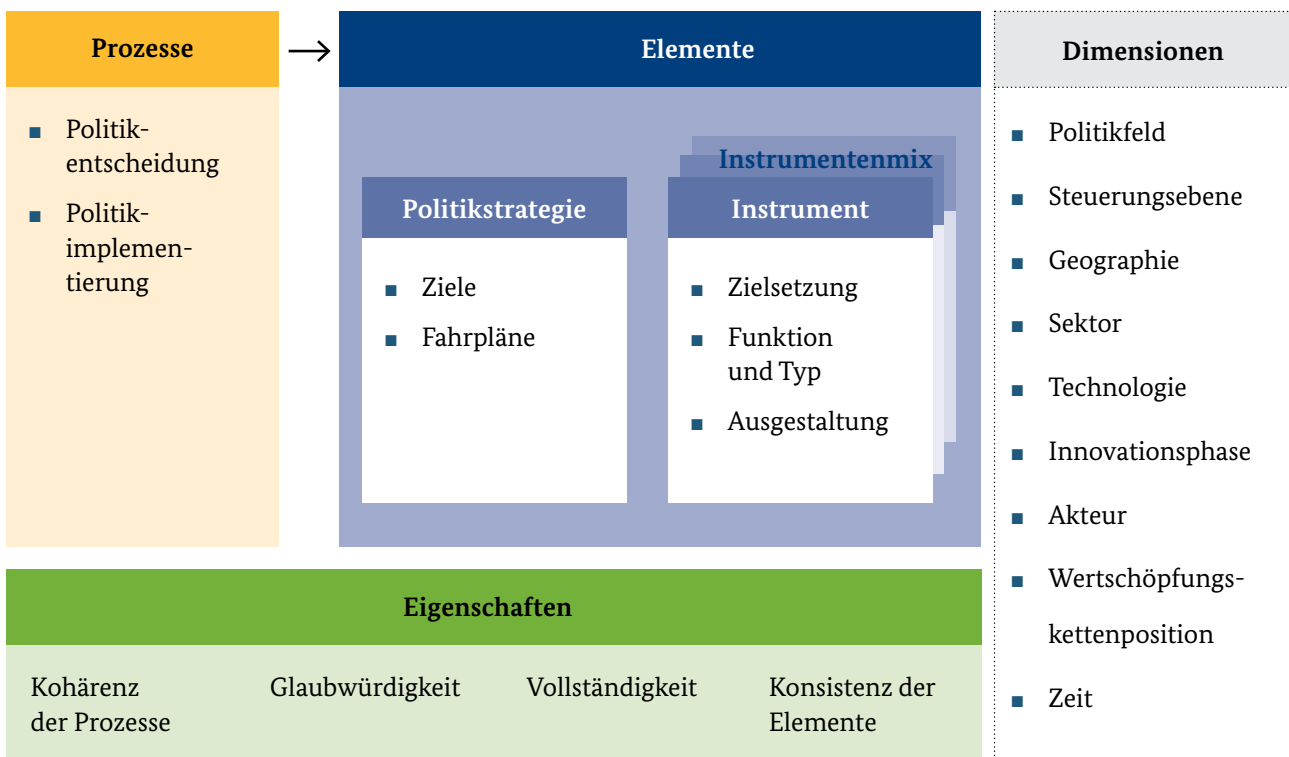 Prozesse
Politik-
entscheidung
Politik-
implemen-
tierung
Elemente
Politikstrategie
Ziele
Fahrpläne
Instrumentenmix
Instrument
Zielsetzung
Funktion
und Typ
Ausgestaltung
Eigenschaften
Kohärenz
der Prozesse
Glaubwürdigkeit
Vollständigkeit
Konsistenz der
Elemente
Dimensionen
Politikfeld
Steuerungsebene
Geographie
Sektor
Technologie
Innovationsphase
Akteur
Wertschöpfungs-
kettenposition
Zeit